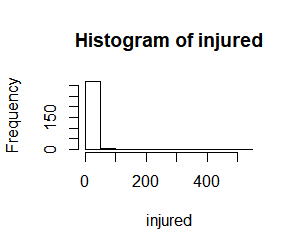 Histogram of injured
Frequency
150
0
0 200 400
injured